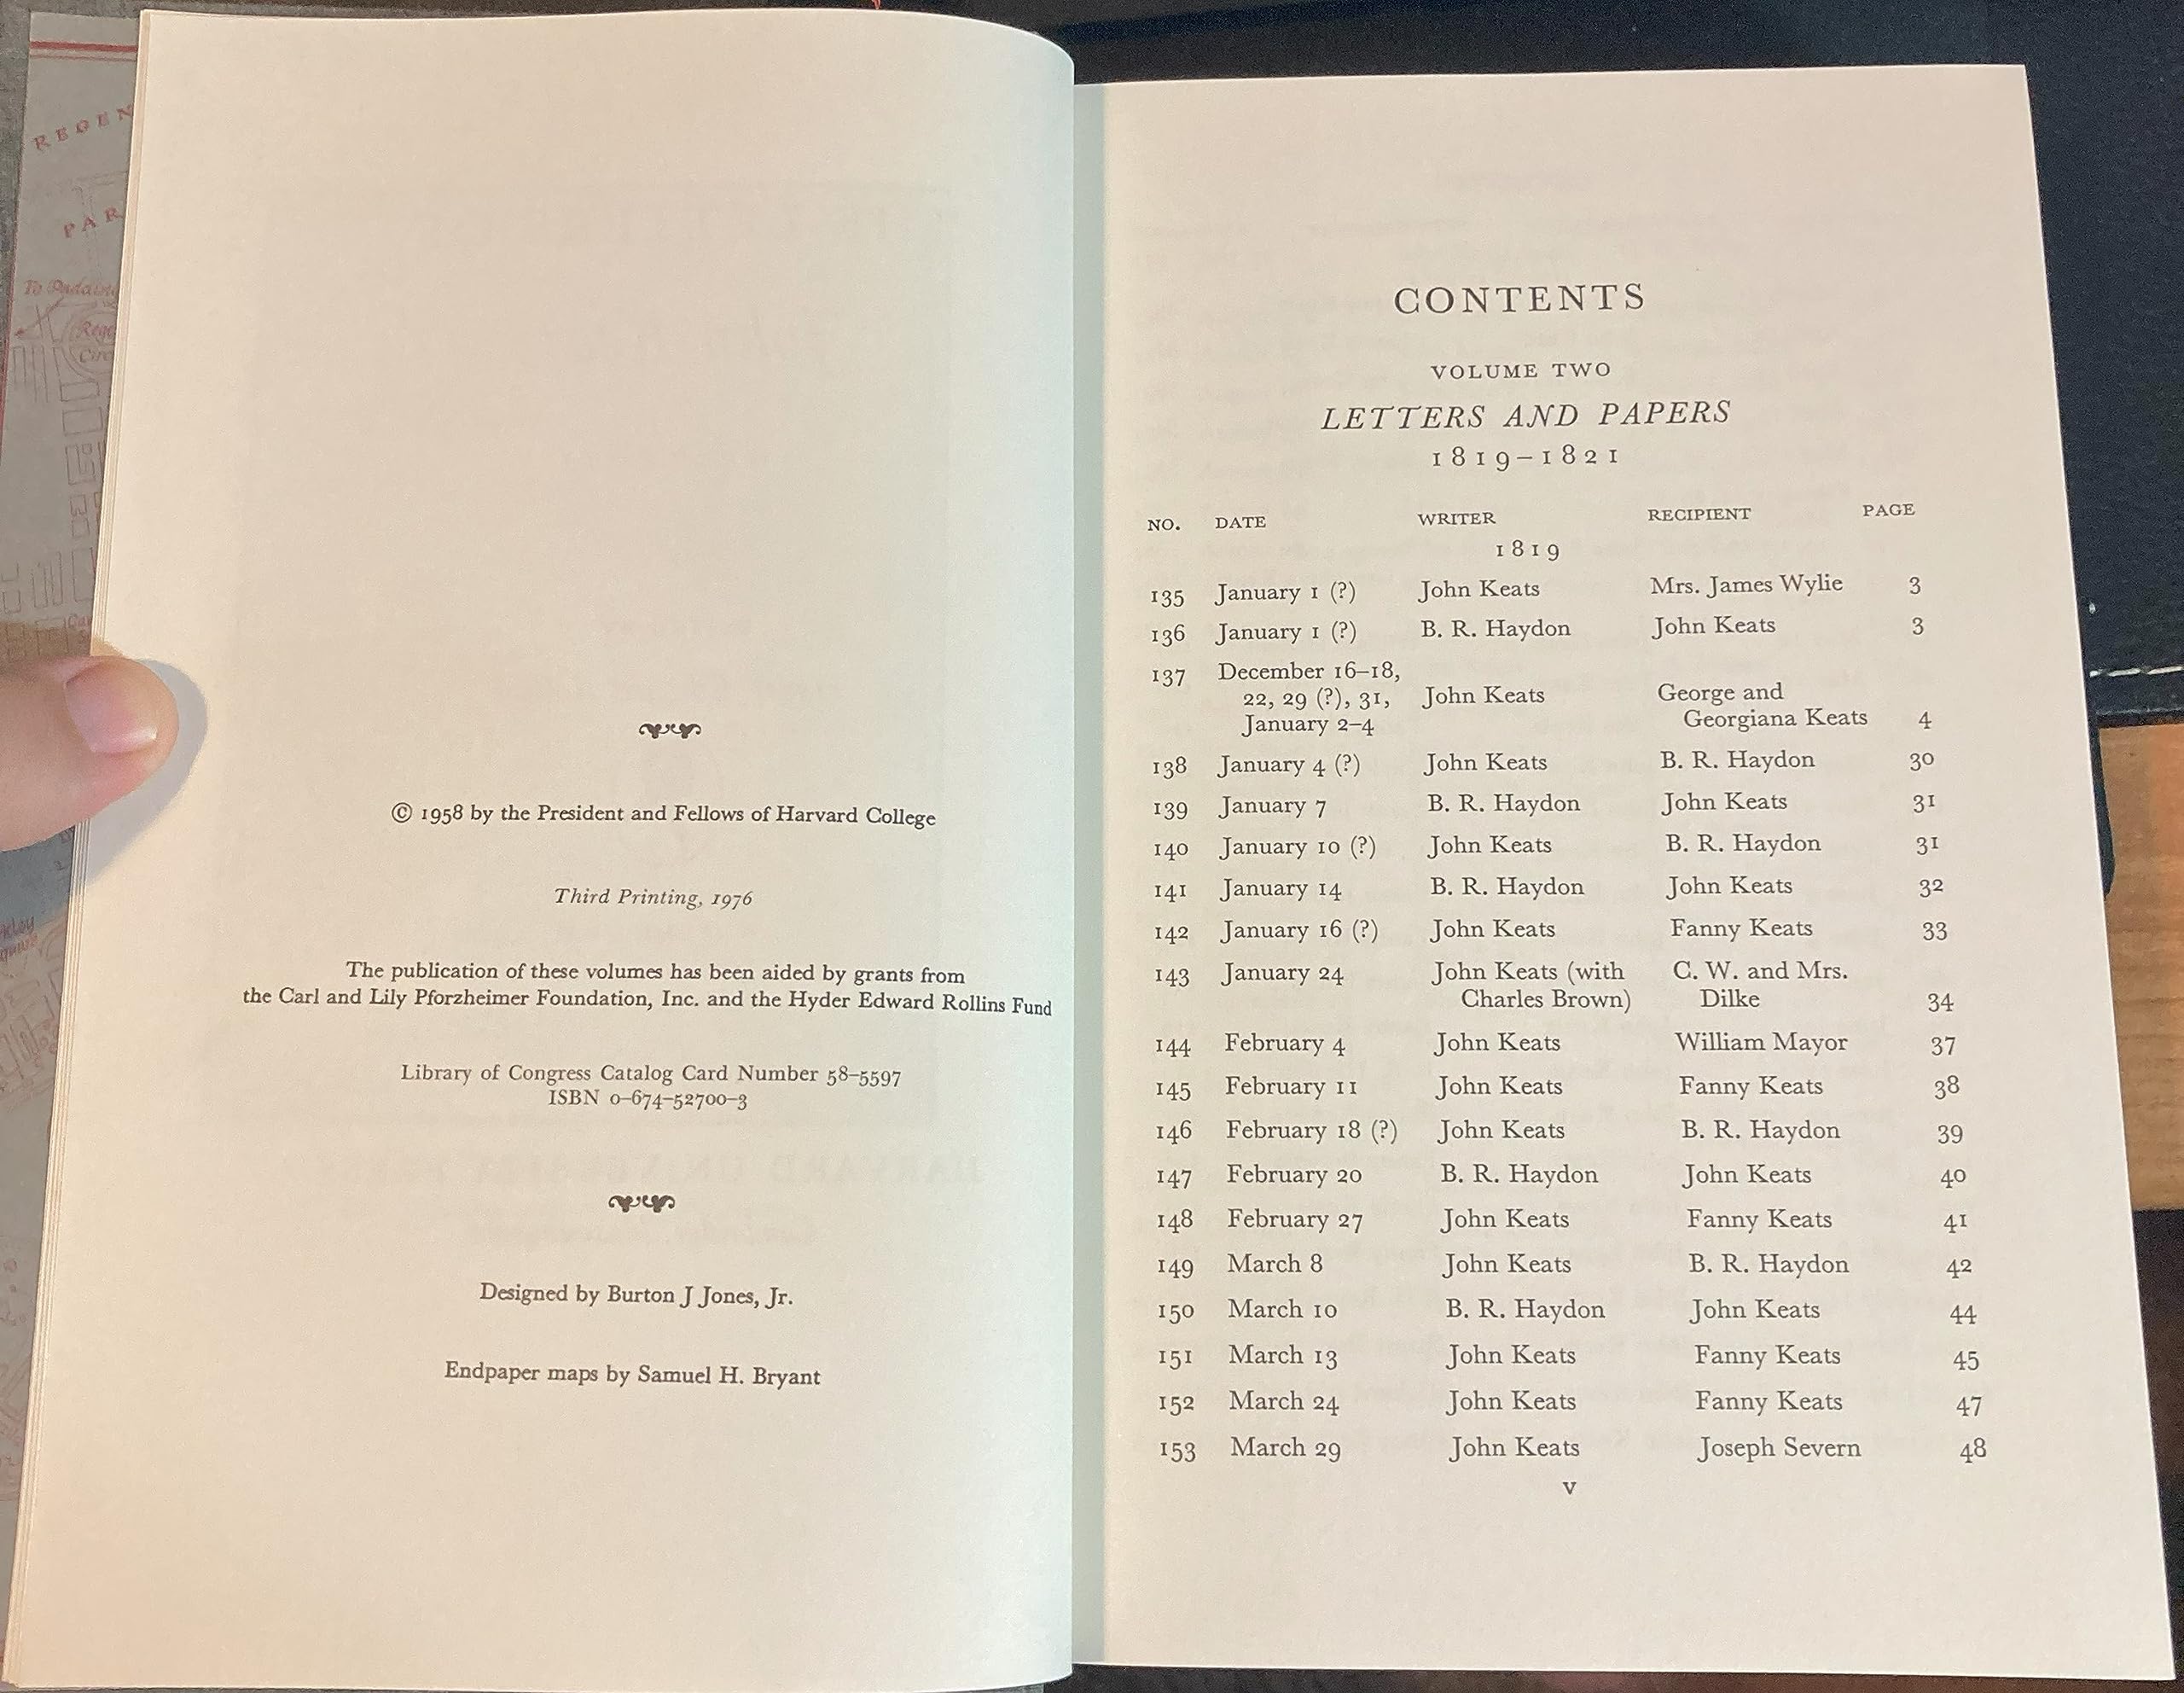 REGEN
PAR
© 1958 by the President and Fellows of Harvard College
Third Printing, 1976
The publication of these volumes has been aided by grants from
the Carl and Lily Pforzheimer Foundation, Inc. and the Hyder Edward Rollins Fund
Library of Congress Catalog Card Number 58–5597
ISBN 0–674–52700–3
Designed by Burton J Jones, Jr.
Endpaper maps by Samuel H. Bryant
CONTENTS
VOLUME TWO
LETTERS AND PAPERS
1819–1821
NO. DATE WRITER RECIPIENT PAGE
1819
135 January 1 (?) John Keats Mrs. James Wylie 3
136 January 1 (?) B. R. Haydon John Keats 3
137 December 16–18,
22, 29 (?), 31, John Keats George and
January 2–4 Georgiana Keats 4
138 January 4 (?) John Keats B. R. Haydon 30
139 January 7 B. R. Haydon John Keats 31
140 January 10 (?) John Keats B. R. Haydon 31
141 January 14 B. R. Haydon John Keats 32
142 January 16 (?) John Keats Fanny Keats 33
143 January 24 John Keats (with C. W. and Mrs.
Charles Brown) Dilke 34
144 February 4 John Keats William Mayor 37
145 February 11 John Keats Fanny Keats 38
146 February 18 (?) John Keats B. R. Haydon 39
147 February 20 B. R. Haydon John Keats 40
148 February 27 John Keats Fanny Keats 41
149 March 8 John Keats B. R. Haydon 42
150 March 10 B. R. Haydon John Keats 44
151 March 13 John Keats Fanny Keats 45
152 March 24 John Keats Fanny Keats 47
153 March 29 John Keats Joseph Severn 48
v